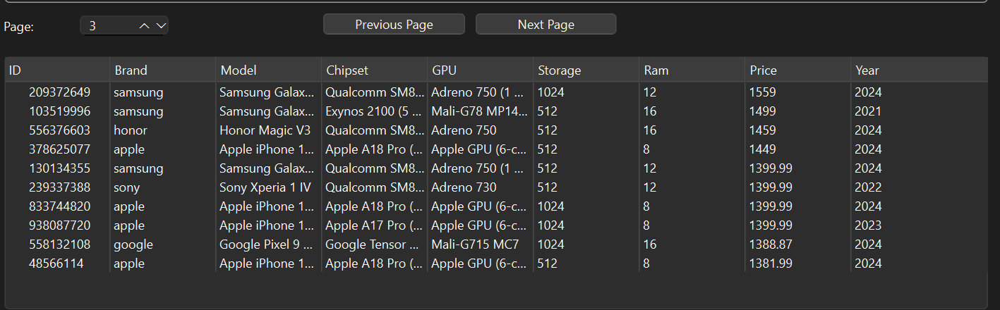 Page: 3 Previous Page Next Page
ID Brand Model Chipset GPU Storage Ram Price Year
209372649 samsung Samsung Galax... Qualcomm SM8... Adreno 750 (1 ... 1024 12 1559 2024
103519996 samsung Samsung Galax... Exynos 2100 (5 ... Mali-G78 MP14... 512 16 1499 2021
556376603 honor Honor Magic V3 Qualcomm SM8... Adreno 750 512 16 1459 2024
378625077 apple Apple iPhone 1... Apple A18 Pro (... Apple GPU (6-c... 512 8 1449 2024
130134355 samsung Samsung Galax... Qualcomm SM8... Adreno 750 (1 ... 512 12 1399.99 2024
239337388 sony Sony Xperia 1 IV Qualcomm SM8... Adreno 730 512 12 1399.99 2022
833744820 apple Apple iPhone 1... Apple A18 Pro (... Apple GPU (6-c... 1024 8 1399.99 2024
938087720 apple Apple iPhone 1... Apple A17 Pro (... Apple GPU (6-c... 1024 8 1399.99 2023
558132108 google Google Pixel 9 ... Google Tensor ... Mali-G715 MC7 1024 16 1388.87 2024
48566114 apple Apple iPhone 1... Apple A18 Pro (... Apple GPU (6-c... 512 8 1381.99 2024